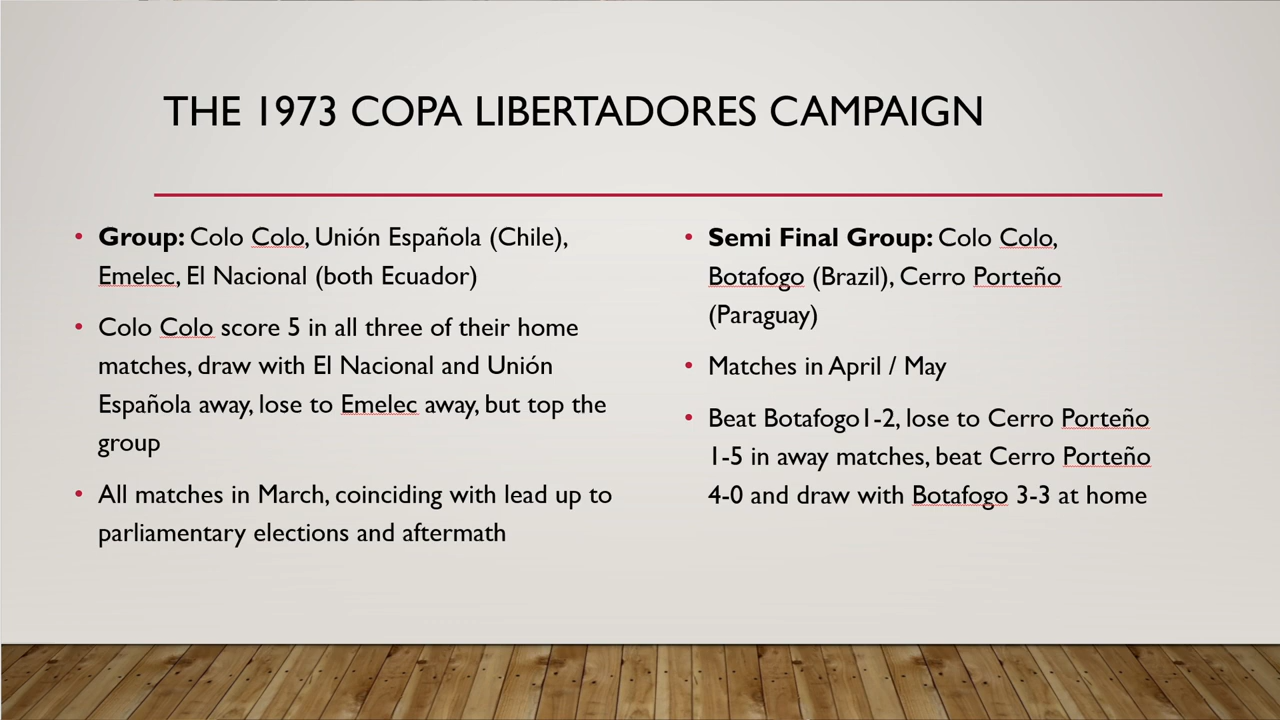 THE 1973 COPA LIBERTADORES CAMPAIGN
• Group: Colo Colo, Unión Española (Chile),
Emelec, El Nacional (both Ecuador)
• Colo Colo score 5 in all three of their home
matches, draw with El Nacional and Unión
Española away, lose to Emelec away, but top the
group
• All matches in March, coinciding with lead up to
parliamentary elections and aftermath
• Semi Final Group: Colo Colo,
Botafogo (Brazil), Cerro Porteño
(Paraguay)
• Matches in April / May
• Beat Botafogo1-2, lose to Cerro Porteño
1-5 in away matches, beat Cerro Porteño
4-0 and draw with Botafogo 3-3 at home